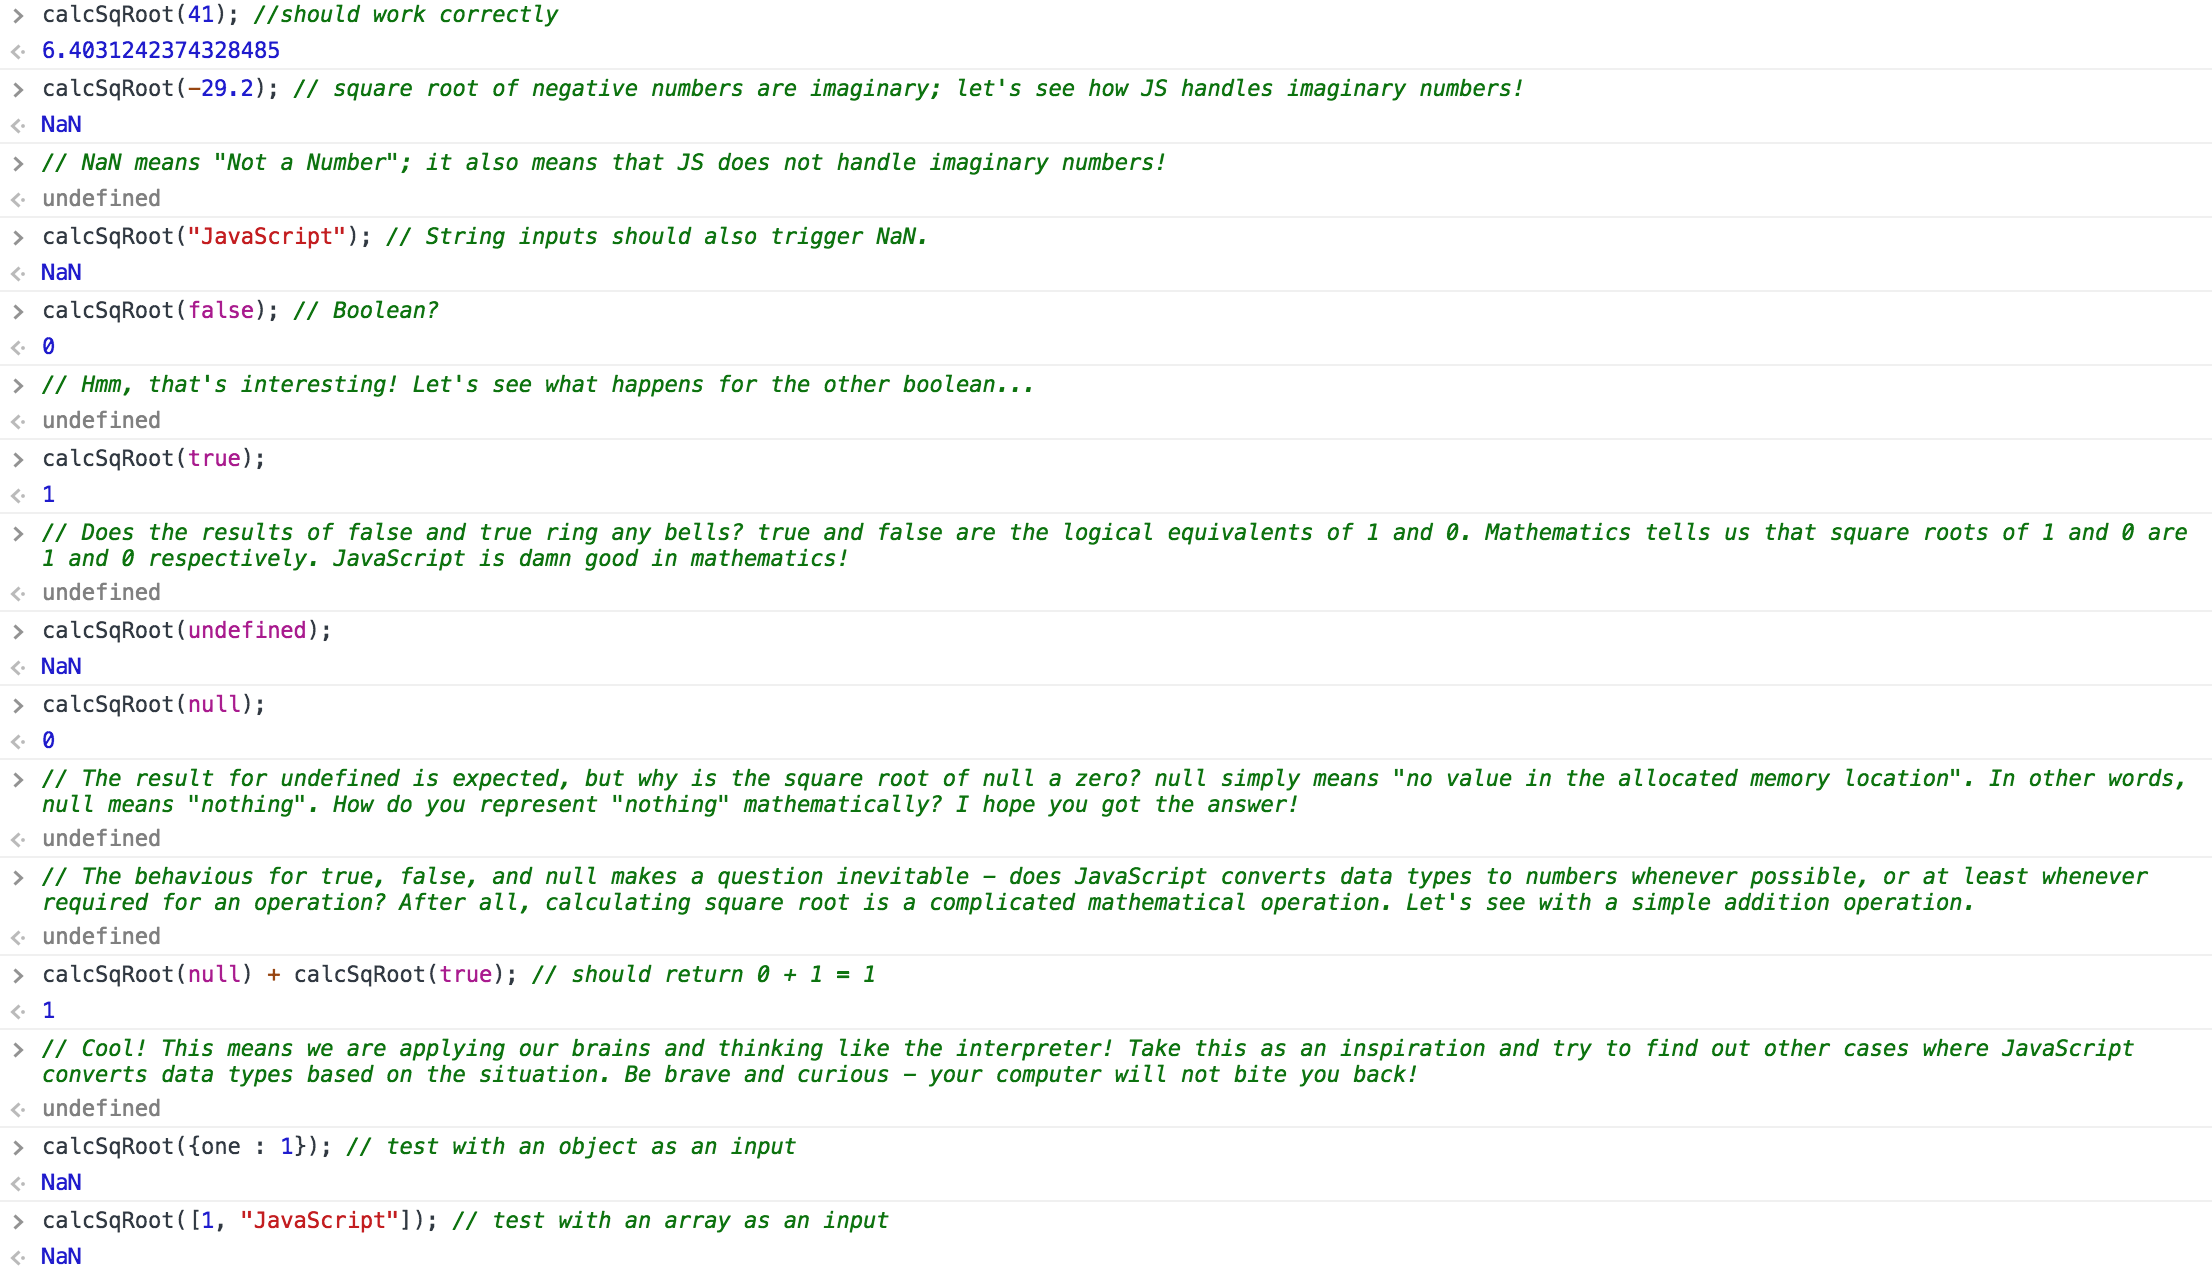 calcSqRoot(41); //should work correctly
6.4031242374328485
calcSqRoot(-29.2); // square root of negative numbers are imaginary; let's see how JS handles imaginary numbers!
NaN
// NaN means "Not a Number"; it also means that JS does not handle imaginary numbers!
undefined
calcSqRoot("JavaScript"); // String inputs should also trigger NaN.
NaN
calcSqRoot(false); // Boolean?
0
// Hmm, that's interesting! Let's see what happens for the other boolean...
undefined
calcSqRoot(true);
1
// Does the results of false and true ring any bells? true and false are the logical equivalents of 1 and 0. Mathematics tells us that square roots of 1 and 0 are
1 and 0 respectively. JavaScript is damn good in mathematics!
undefined
calcSqRoot(undefined);
NaN
calcSqRoot(null);
0
// The result for undefined is expected, but why is the square root of null a zero? null simply means "no value in the allocated memory location". In other words,
null means "nothing". How do you represent "nothing" mathematically? I hope you got the answer!
undefined
// The behavious for true, false, and null makes a question inevitable – does JavaScript converts data types to numbers whenever possible, or at least whenever
required for an operation? After all, calculating square root is a complicated mathematical operation. Let's see with a simple addition operation.
undefined
calcSqRoot(null) + calcSqRoot(true); // should return 0 + 1 = 1
1
// Cool! This means we are applying our brains and thinking like the interpreter! Take this as an inspiration and try to find out other cases where JavaScript
converts data types based on the situation. Be brave and curious – your computer will not bite you back!
undefined
calcSqRoot({one : 1}); // test with an object as an input
NaN
calcSqRoot([1, "JavaScript"]); // test with an array as an input
NaN